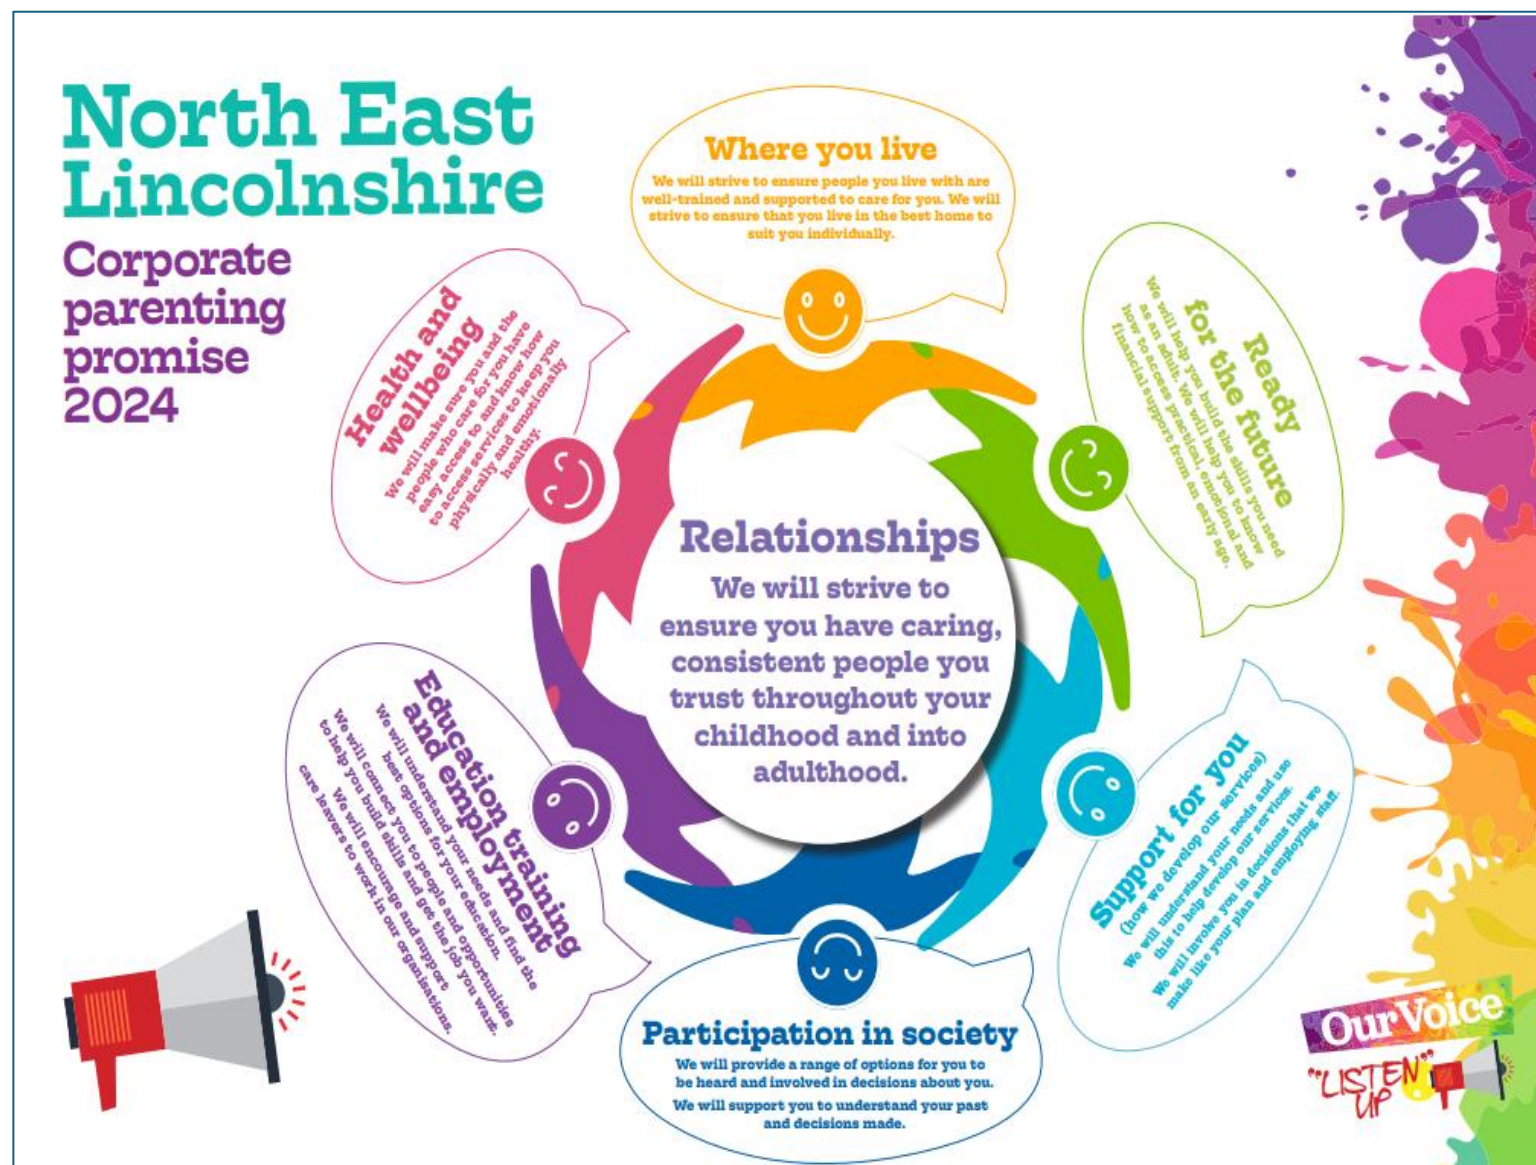 North East
Lincolnshire
Corporate
parenting
promise
2024
Where you live
We will strive to ensure people you live with are
well-trained and supported to care for you. We will
strive to ensure that you live in the best home to
suit you individually.
Ready
for the future
We will help you build the skills you need
as an adult. We will help you to know
how to access practical, emotional and
financial support from an early age.
Support for you
(how we develop our services)
We will understand your needs and use
this to help develop our services.
We will involve you in decisions that we
make like your plan and employing staff.
Participation in society
We will provide a range of options for you to
be heard and involved in decisions about you.
We will support you to understand your past
and decisions made.
Education training
and employment
We will understand your needs and find the
best options for your education.
We will connect you to people and opportunities
to help you build skills and get the job you want.
We will encourage and support
care leavers to work in our organisations.
Health and
wellbeing
We will make sure you and the
people who care for you have
easy access to and know how
to access services to keep you
physically and emotionally
healthy.
Relationships
We will strive to
ensure you have caring,
consistent people you
trust throughout your
childhood and into
adulthood.
Our Voice
"LISTEN"
UP